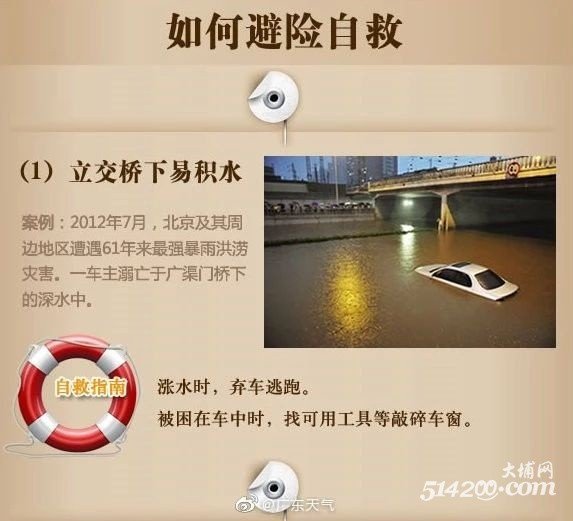 如何避险自救
(1) 立交桥下易积水
案例：2012年7月，北京及其周
边地区遭遇61年来最强暴雨洪涝
灾害。一车主溺亡于广渠门桥下
的深水中。
自救指南
涨水时，弃车逃跑。
被困在车中时，找可用工具等敲碎车窗。
大埔网
514200.com
@广东天气